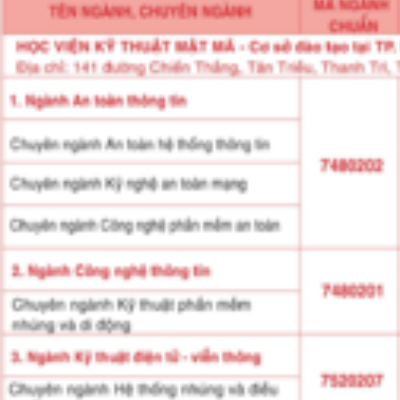 TÊN NGÀNH, CHUYÊN NGÀNH
MÃ NGÀNH
CHUẨN
HỌC VIỆN KỸ THUẬT MẬT MÃ - Cơ sở đào tạo tại TP.
Địa chỉ: 141 đường Chiến Thắng, Tân Triều, Thanh Trì,
1. Ngành An toàn thông tin
Chuyên ngành An toàn hệ thống thông tin
Chuyên ngành Kỹ nghệ an toàn mạng
7480202
Chuyên ngành Công nghệ phần mềm an toàn
2. Ngành Công nghệ thông tin
7480201
Chuyên ngành Kỹ thuật phần mềm
nhúng và di động
3. Ngành Kỹ thuật điện tử - viễn thông
7520207
Chuyên ngành Hệ thống nhúng và điều